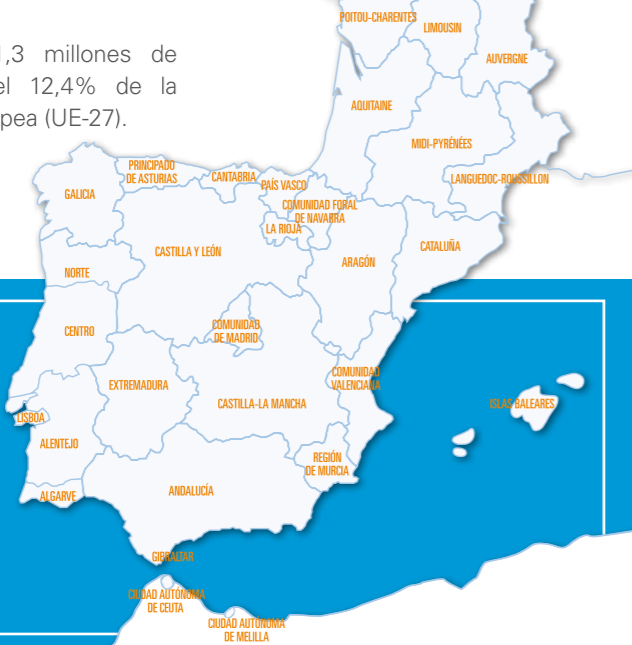 1,3 millones de
el 12,4% de la
pea (UE-27).
POITOU-CHARENTES
LIMOUSIN
AUVERGNE
AQUITAINE
MIDI-PYRÉNÉES
LANGUEDOC-ROUSSILLON
PRINCIPADO
DE ASTURIAS
CANTABRIA
PAÍS VASCO
GALICIA
COMUNIDAD FORAL
DE NAVARRA
LA RIOJA
CASTILLA Y LEÓN
ARAGÓN
CATALUÑA
NORTE
CENTRO
COMUNIDAD
DE MADRID
EXTREMADURA
CASTILLA-LA MANCHA
COMUNIDAD
VALENCIANA
ISLAS BALEARES
LISBOA
ALENTEJO
REGIÓN
DE MURCIA
ALGARVE
ANDALUCÍA
GIBRALTAR
CIUDAD AUTÓNOMA
DE CEUTA
CIUDAD AUTÓNOMA
DE MELILLA